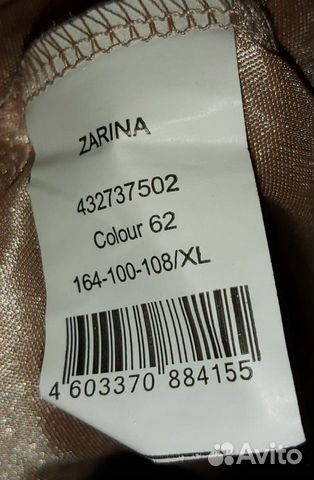 ZARINA
432737502
Colour 62
164-100-108/XL
4 603370 884155
Avito